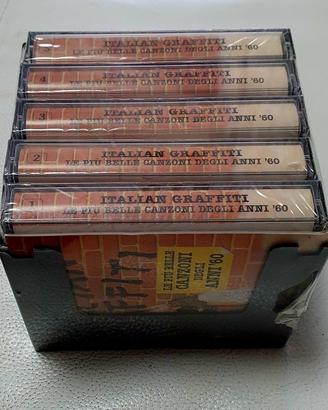 ITALIAN GRAFFITI
LE PIU BELLE CANZONI DEGLI ANNI '60
4
ITALIAN GRAFFITI
LE PIU BELLE CANZONI DEGLI ANNI '60
3
ITALIAN GRAFFITI
LE PIU BELLE CANZONI DEGLI ANNI '60
2
ITALIAN GRAFFITI
LE PIU BELLE CANZONI DEGLI ANNI '60
1
ITALIAN GRAFFITI
LE PIU BELLE CANZONI DEGLI ANNI '60
LE PIU BELLE
CANZONI
DEGLI
ANNI '60